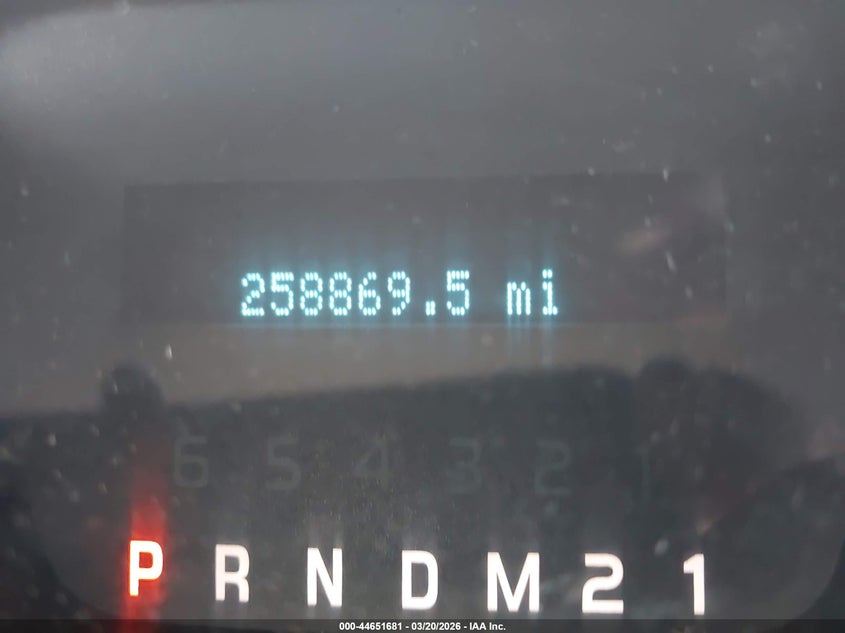 258869.5 mi
6 5 4 3 2 1
P R N D M 2 1
000-44651681 - 03/20/2026 - IAA Inc.